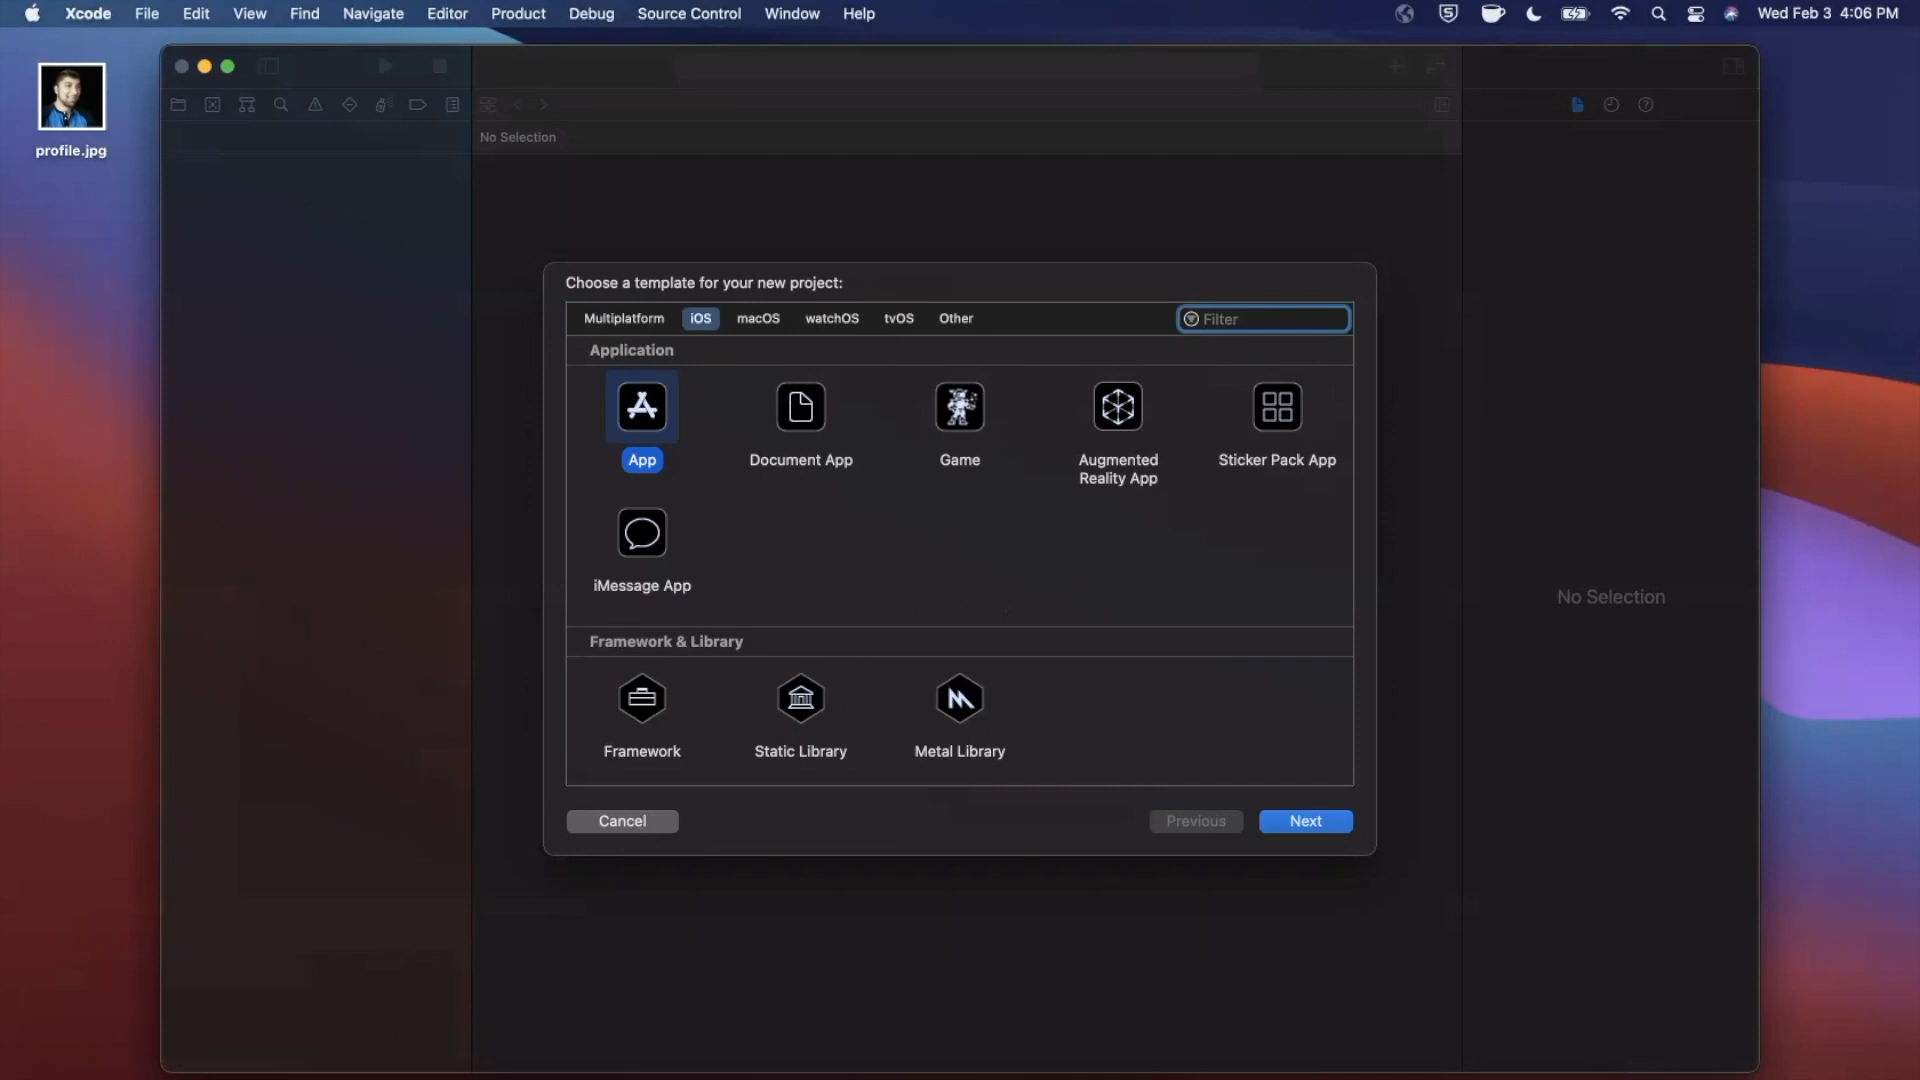 Xcode File Edit View Find Navigate Editor Product Debug Source Control Window Help Wed Feb 3 4:06 PM
profile.jpg
No Selection
Choose a template for your new project:
Multiplatform iOS macOS watchOS tvOS Other Filter
Application
App Document App Game Augmented Reality App Sticker Pack App
iMessage App
No Selection
Framework & Library
Framework Static Library Metal Library
Cancel Previous Next